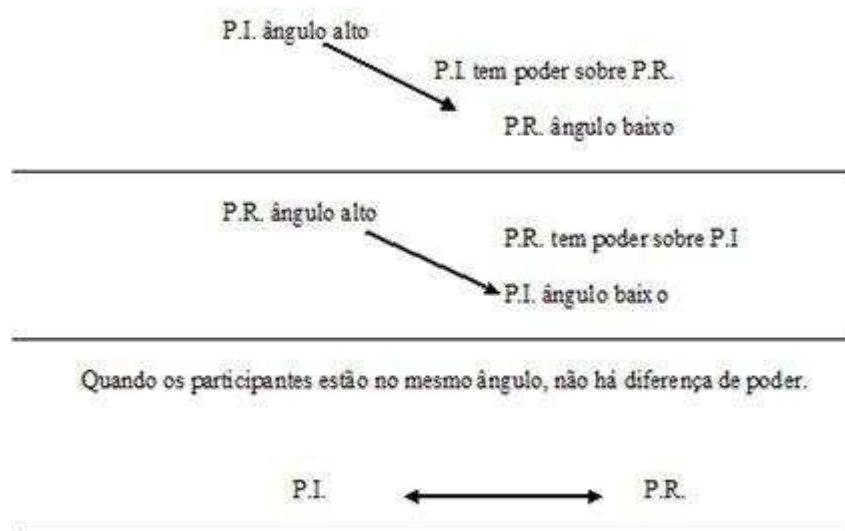 P.I. ângulo alto
P.I. tem poder sobre P.R.
P.R. ângulo baixo
P.R. ângulo alto
P.R. tem poder sobre P.I
P.I. ângulo baixo
Quando os participantes estão no mesmo ângulo, não há diferença de poder.
P.I. P.R.